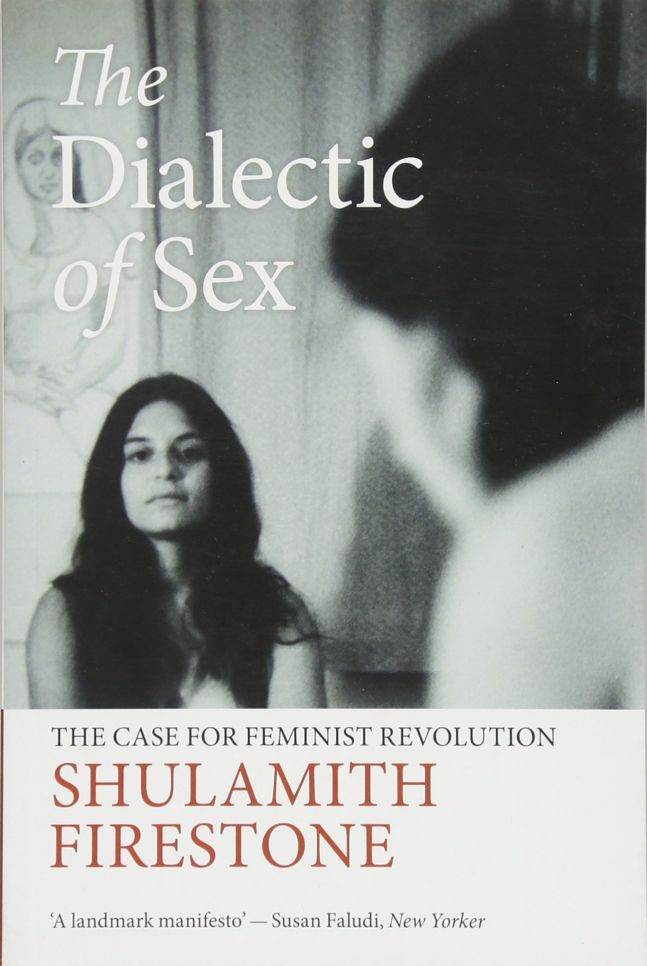 The
Dialectic
of Sex
THE CASE FOR FEMINIST REVOLUTION
SHULAMITH
FIRESTONE
‘A landmark manifesto’ — Susan Faludi, New Yorker